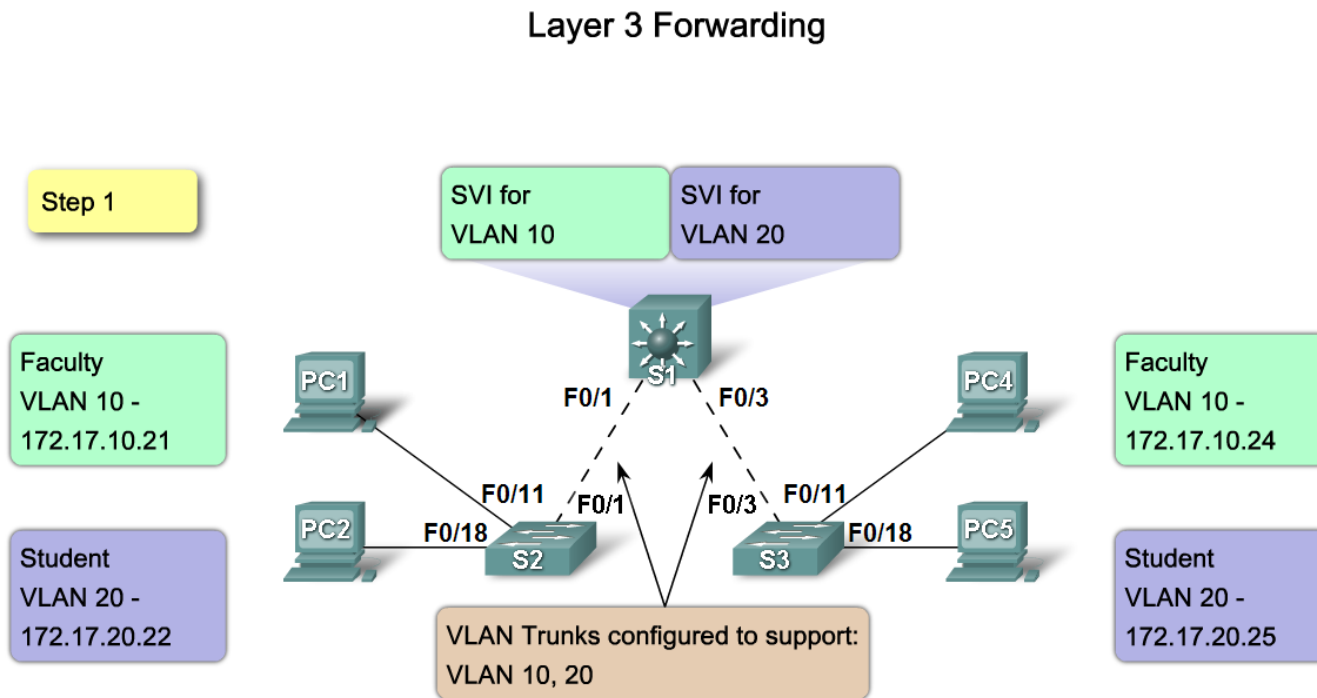 Layer 3 Forwarding
Step 1
SVI for
VLAN 10
SVI for
VLAN 20
S1
F0/1
F0/3
Faculty
VLAN 10 -
172.17.10.21
PC1
PC4
Faculty
VLAN 10 -
172.17.10.24
F0/11
F0/1
F0/3
F0/11
PC2
F0/18
S2
S3
F0/18
PC5
Student
VLAN 20 -
172.17.20.22
Student
VLAN 20 -
172.17.20.25
VLAN Trunks configured to support:
VLAN 10, 20